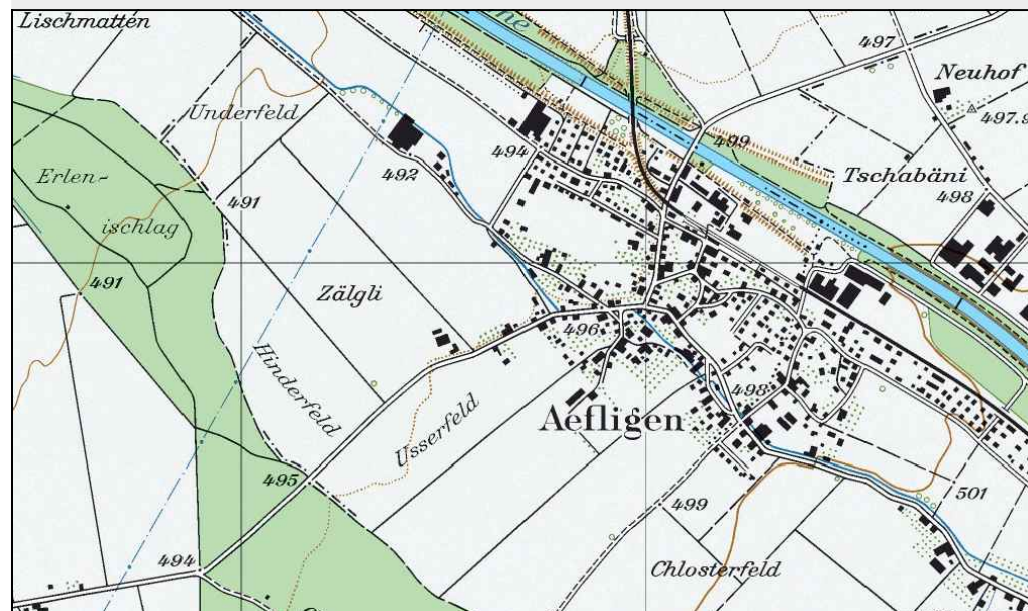 Lischmatten
497
Neuhof
497.9
Underfeld
494
499
492
Tschabäni
498
Erlen-
ischlag
491
491
Zälgli
496
Hinderfeld
498
Aefligen
Usserfeld
495
499
501
494
Chlosterfeld